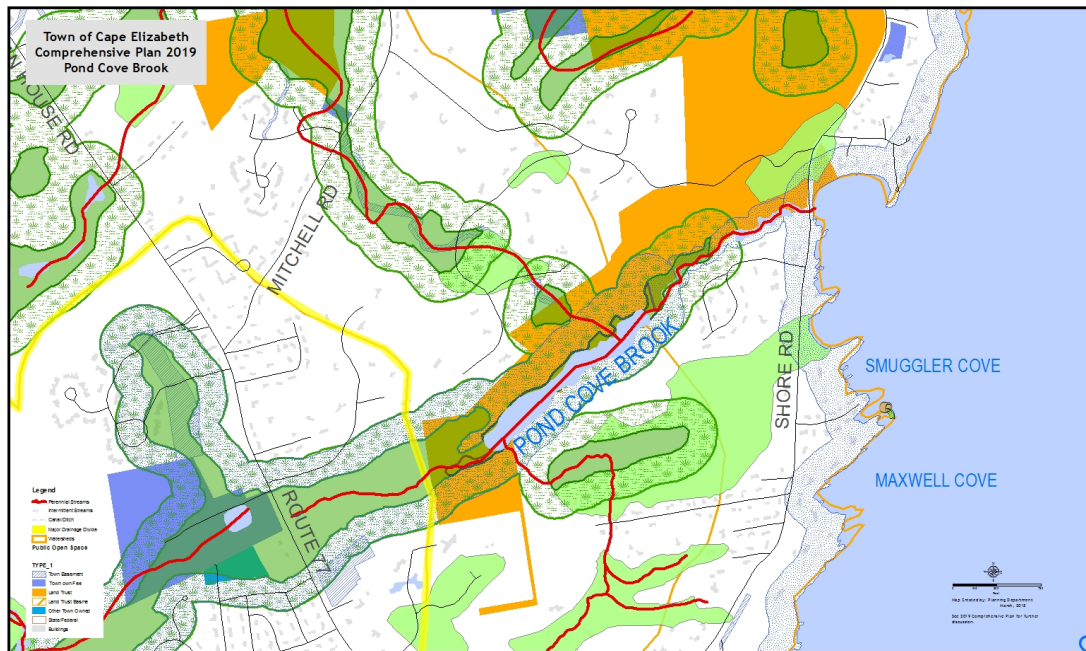 Town of Cape Elizabeth
Comprehensive Plan 2019
Pond Cove Brook
N HOUSE RD
MITCHELL RD
POND COVE BROOK
SHORE RD
SMUGGLER COVE
MAXWELL COVE
ROUTE 77
Legend
Perennial Streams
Intermittent Streams
Canal/Ditch
Major Drainage Divide
Watersheds
Public Open Space
TYPE_1
Town Easement
Town own Fee
Land Trust
Land Trust Easme
Other Town Owned
State/Federal
Buildings
Map Created by: Planning Department
March, 2018
See 2019 Comprehensive Plan for further
discussion.